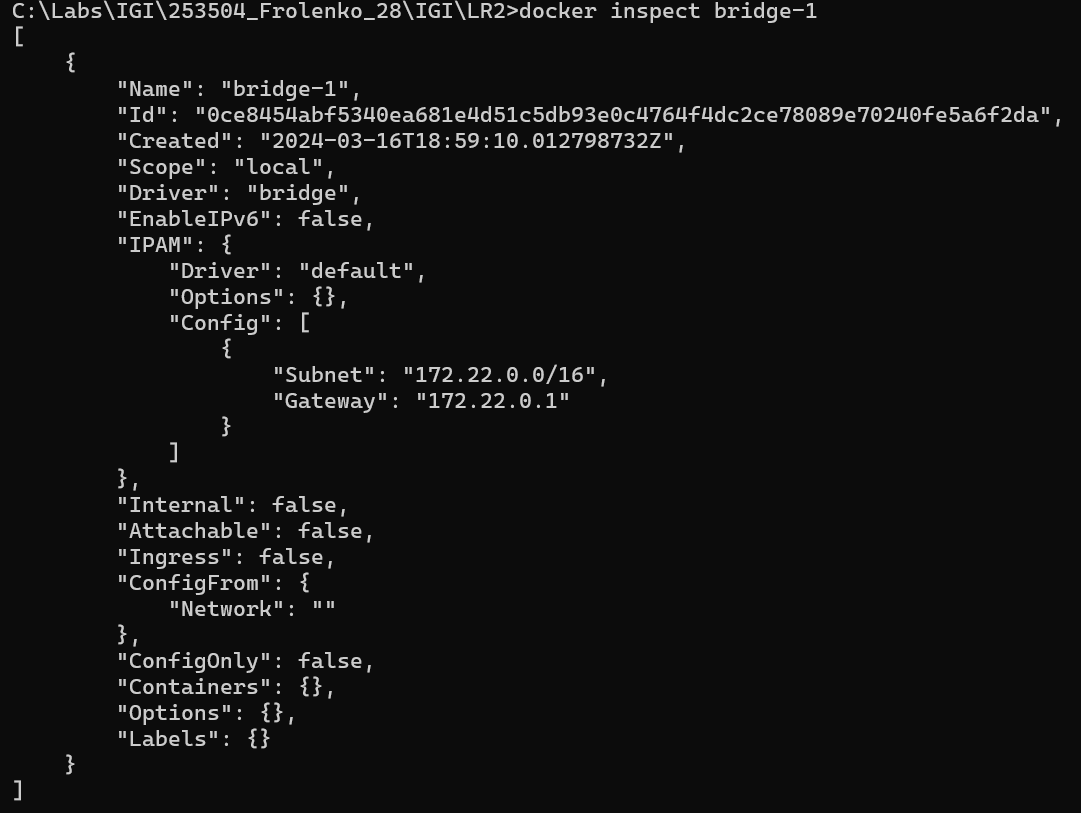 C:\Labs\IGI\253504_Frolenko_28\IGI\LR2>docker inspect bridge-1
[
    {
        "Name": "bridge-1",
        "Id": "0ce8454abf5340ea681e4d51c5db93e0c4764f4dc2ce78089e70240fe5a6f2da",
        "Created": "2024-03-16T18:59:10.012798732Z",
        "Scope": "local",
        "Driver": "bridge",
        "EnableIPv6": false,
        "IPAM": {
            "Driver": "default",
            "Options": {},
            "Config": [
                {
                    "Subnet": "172.22.0.0/16",
                    "Gateway": "172.22.0.1"
                }
            ]
        },
        "Internal": false,
        "Attachable": false,
        "Ingress": false,
        "ConfigFrom": {
            "Network": ""
        },
        "ConfigOnly": false,
        "Containers": {},
        "Options": {},
        "Labels": {}
    }
]